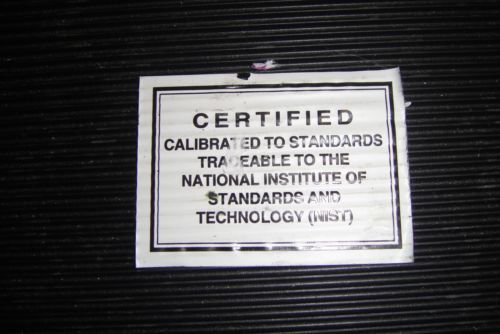 CERTIFIED
CALIBRATED TO STANDARDS
TRACEABLE TO THE
NATIONAL INSTITUTE OF
STANDARDS AND
TECHNOLOGY (NIST)